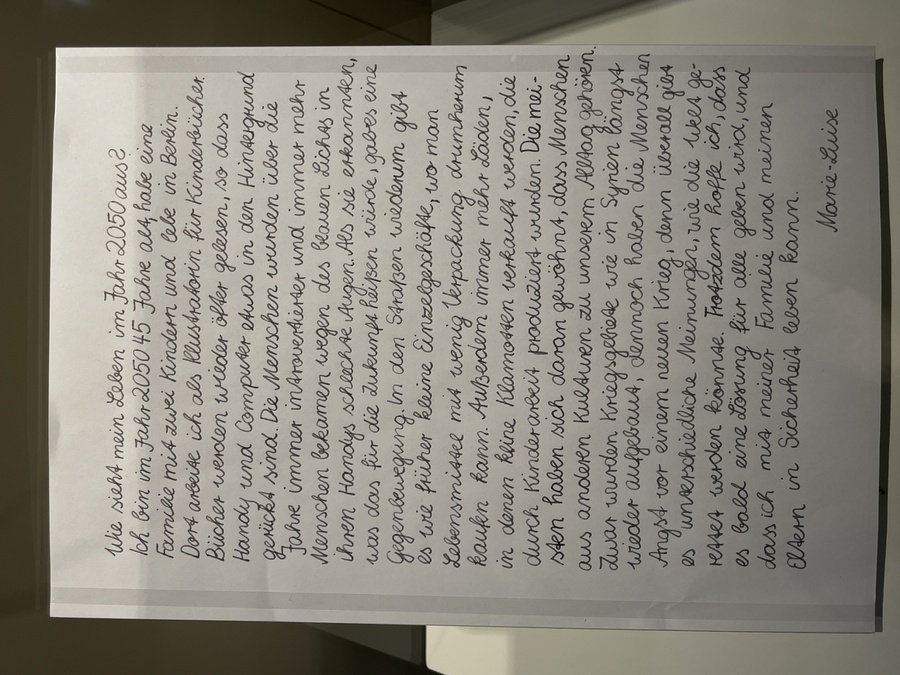 Wie sieht mein Leben im Jahr 2050 aus?
Ich bin im Jahr 2050 45 Jahre alt, habe eine
Familie mit zwei Kindern und lebe in Berlin.
Dort arbeite ich als Illustratorin für Kinderbücher.
Bücher werden wieder öfter gelesen, so dass
Handy und Computer etwas in den Hintergrund
gerückt sind. Die Menschen wurden über die
Jahre immer introvertierter und immer mehr
Menschen bekamen wegen des blauen Lichts in
ihren Handys schlechte Augen. Als sie erkannten,
was das für die Zukunft heißen würde, gab es eine
Gegenbewegung. In den Straßen wiederum gibt
es wie früher kleine Einzelgeschäfte, wo man
Lebensmittel mit wenig Verpackung drumherum
kaufen kann. Außerdem immer mehr Läden,
in denen kline Klamotten verkauft werden, die
durch Kinderarbeit produziert wurden. Die mei-
sten haben sich daran gewöhnt, dass Menschen
aus anderen Kulturen zu unserem Alltag gehören.
Zwar wurden Kriegsgebiete wie in Syrien längst
wieder aufgebaut, dennoch haben die Menschen
Angst vor einem neuen Krieg, denn überall gibt
es unterschiedliche Meinungen, wie die Welt ge-
rettet werden könnte. Trotzdem hoffe ich, dass
es bald eine Lösung für alle geben wird, und
dass ich mit meiner Familie und meinen
Eltern in Sicherheit leben kann.
Marie-Luise